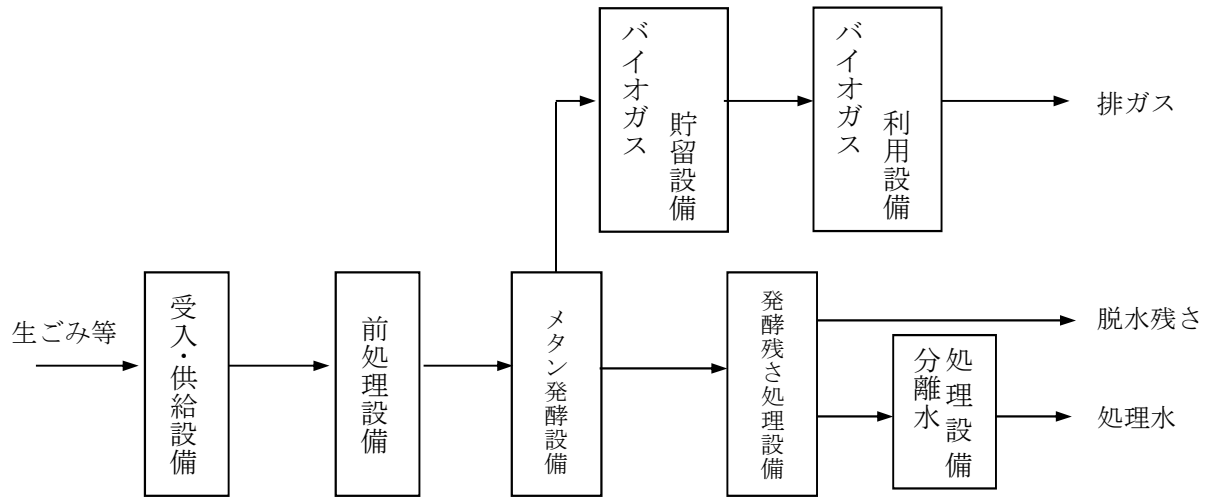 バイオガス
貯留設備
バイオガス
利用設備
排ガス
生ごみ等
受入・供給設備
前処理設備
メタン発酵設備
発酵残さ処理設備
脱水残さ
分離水
処理設備
処理水